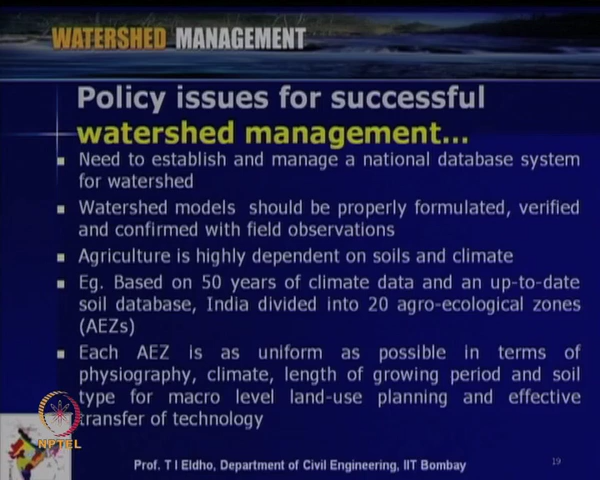 WATERSHED MANAGEMENT
Policy issues for successful
watershed management...
Need to establish and manage a national database system
for watershed
Watershed models should be properly formulated, verified
and confirmed with field observations
Agriculture is highly dependent on soils and climate
Eg. Based on 50 years of climate data and an up-to-date
soil database, India divided into 20 agro-ecological zones
(AEZs)
Each AEZ is as uniform as possible in terms of
physiography, climate, length of growing period and soil
type for macro level land-use planning and effective
transfer of technology
NPTEL
Prof. T I Eldho, Department of Civil Engineering, IIT Bombay
19